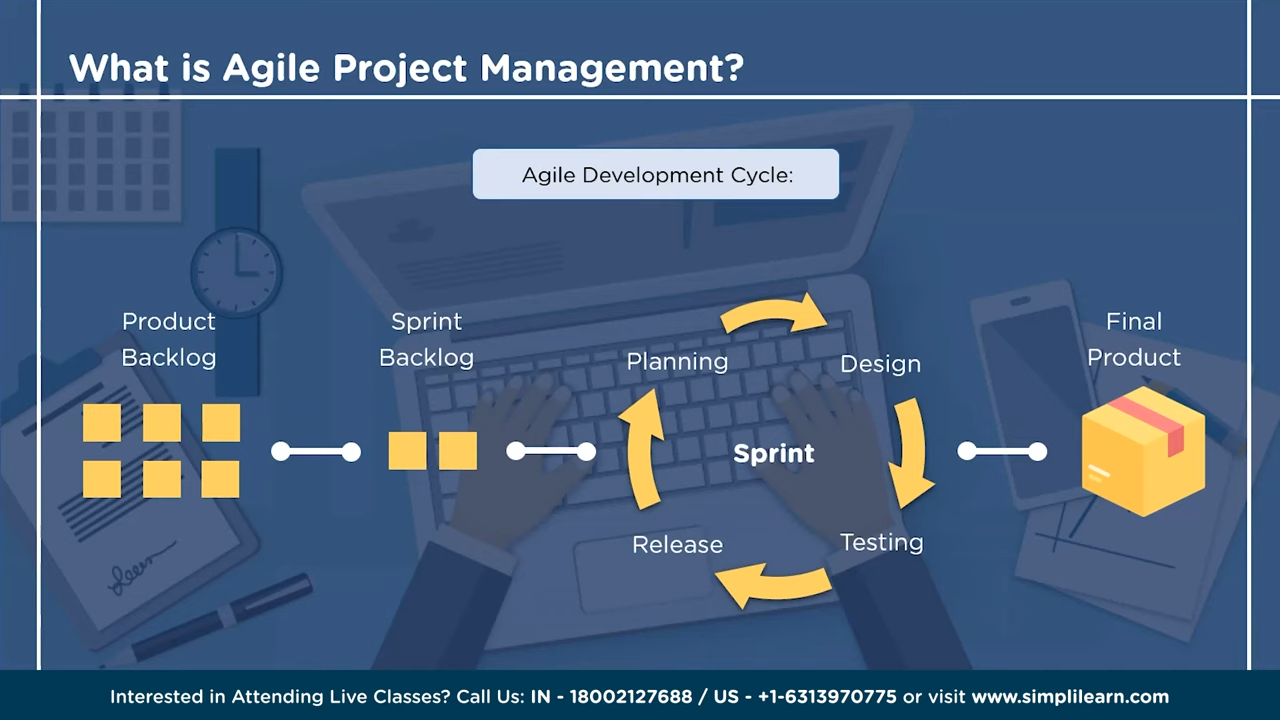 What is Agile Project Management?
Agile Development Cycle:
Product
Backlog
Sprint
Backlog
Planning
Design
Sprint
Testing
Release
Final
Product
Interested in Attending Live Classes? Call Us: IN - 18002127688 / US - +1-6313970775 or visit www.simplilearn.com